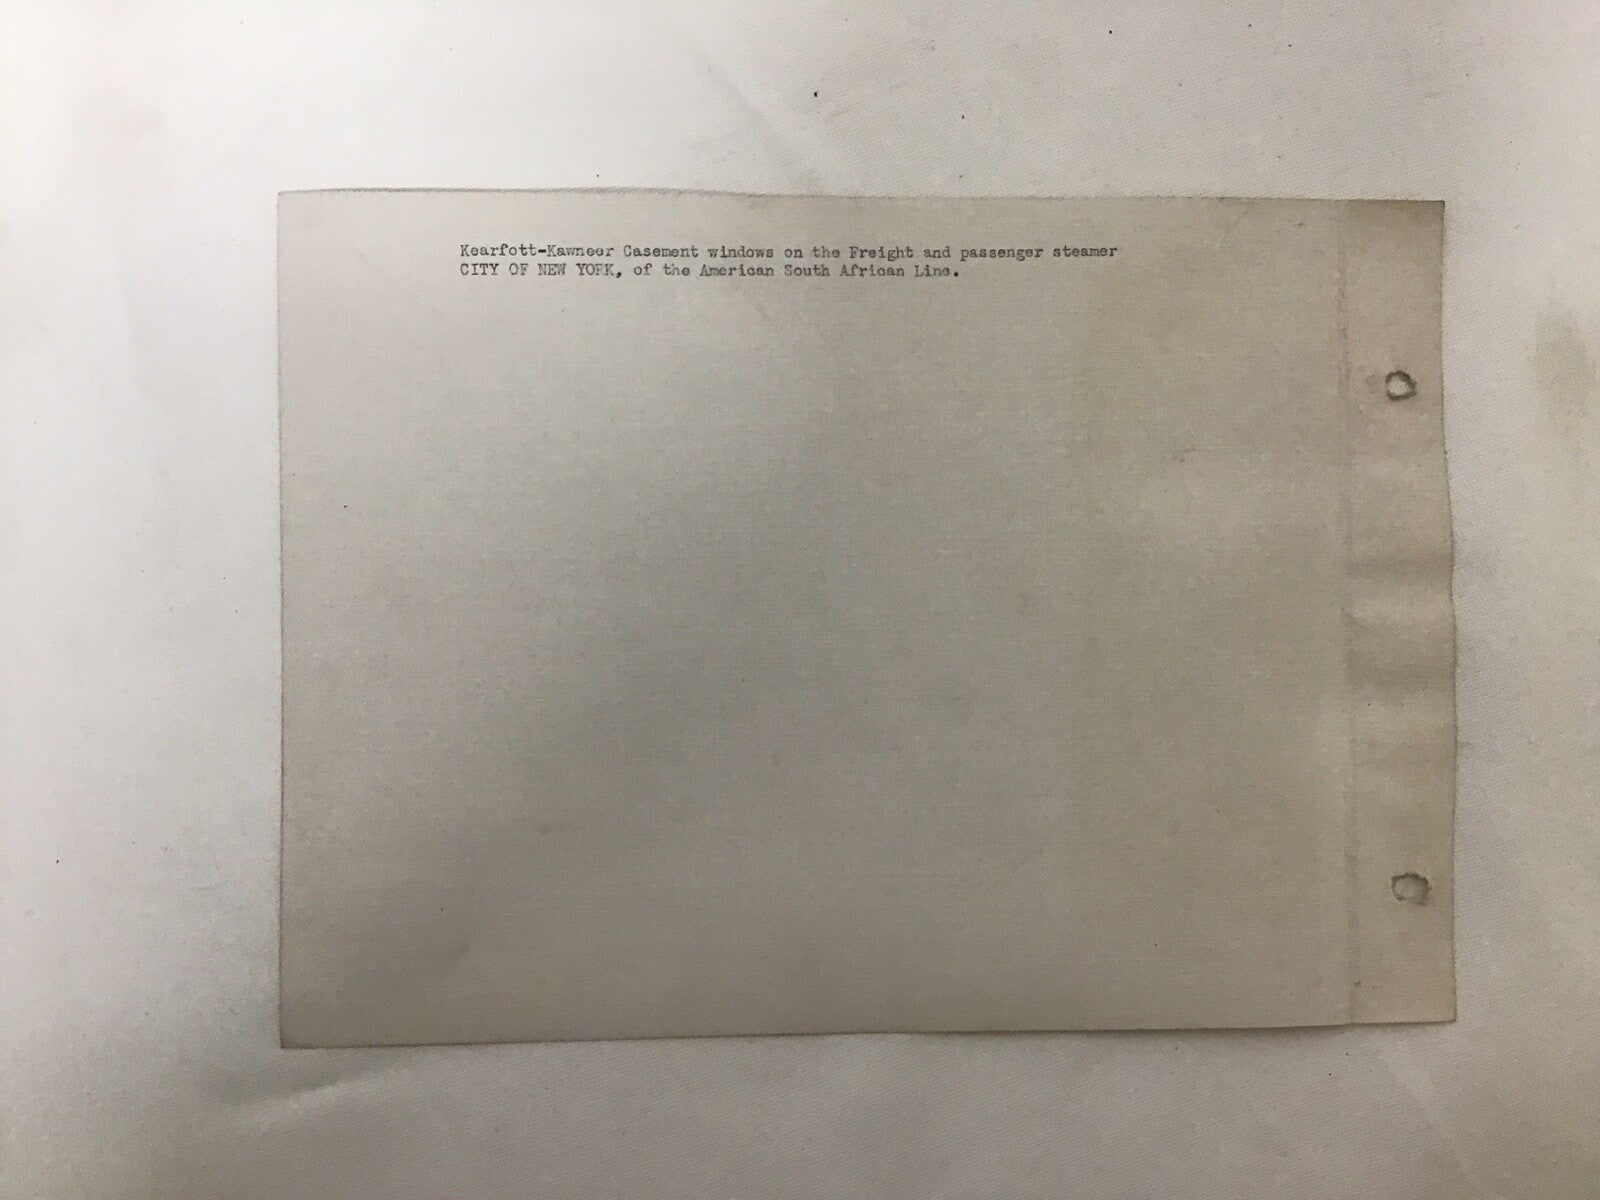 Kearfott-Kawneer Casement windows on the Freight and passenger steamer
CITY OF NEW YORK, of the American South African Line.